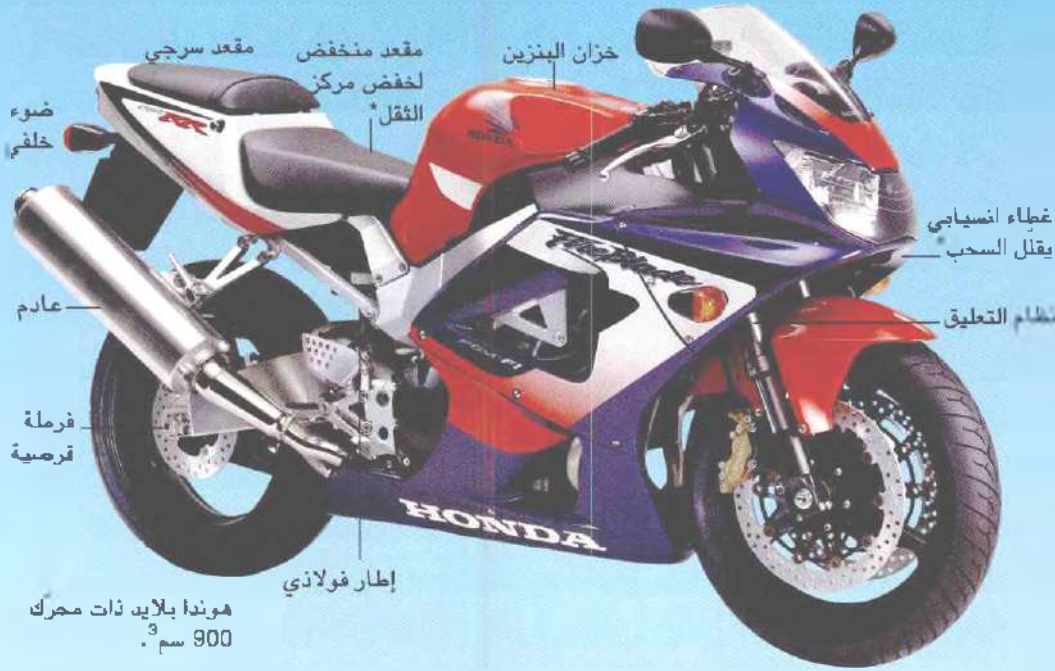 مقعد سرجي
مقعد منخفض
لخفض مركز
الثقل*
خزان البنزين
ضوء
خلفي
غطاء انسيابي
يقلل السحب*
نظام التعليق
عادم
فرملة
قرصية
إطار فولاذي
هوندا بلايد ذات محرك
900 سم³.
HONDA
RR
FireBlade
HONDA